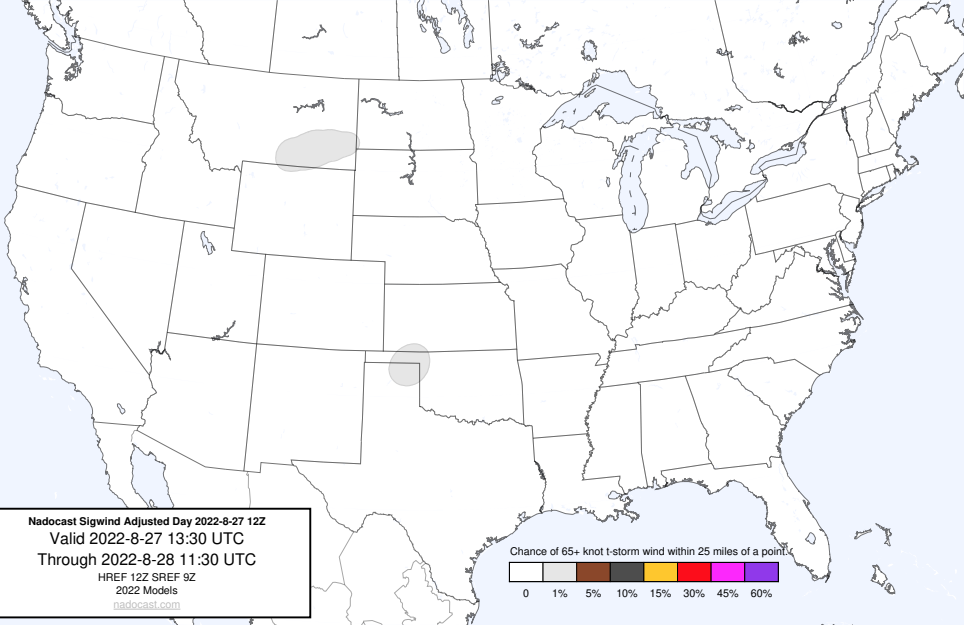 Nadocast Sigwind Adjusted Day 2022-8-27 12Z
Valid 2022-8-27 13:30 UTC
Through 2022-8-28 11:30 UTC
HREF 12Z SREF 9Z
2022 Models
nadocast.com
Chance of 65+ knot t-storm wind within 25 miles of a point.
0 1% 5% 10% 15% 30% 45% 60%